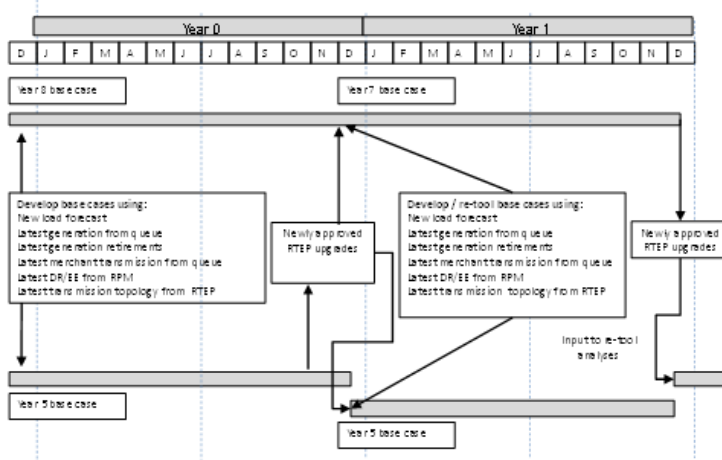 Year 0 Year 1
D J F M A M J J A S O N D J F M A M J J A S O N D
Year 8 base case Year 7 base case
Develop base cases using:
New load forecast
Latest generation from queue
Latest generation retirements
Latest merchant transmission from queue
Latest DR/EE from RPM
Latest transmission topology from RTEP
Newly approved
RTEP upgrades
Develop / re-tool base cases using:
New load forecast
Latest generation from queue
Latest generation retirements
Latest merchant transmission from queue
Latest DR/EE from RPM
Latest transmission topology from RTEP
Newly approved
RTEP upgrades
Input to re-tool
analyses
Year 5 base case
Year 5 base case